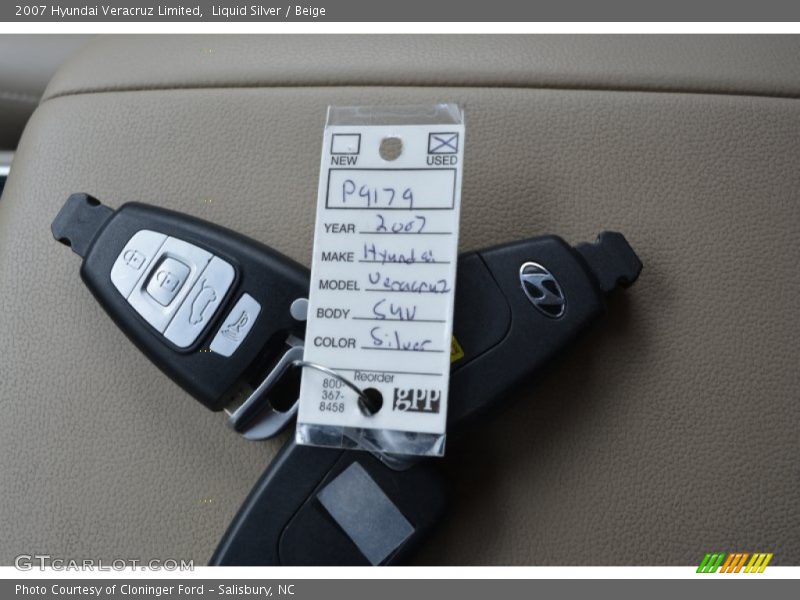 2007 Hyundai Veracruz Limited, Liquid Silver / Beige
NEW USED
P9179
YEAR 2007
MAKE Hyundai
MODEL Veracruz
BODY SUV
COLOR Silver
Reorder
800-
367-
8458
gpp
GTCARLOT.COM
Photo Courtesy of Cloninger Ford - Salisbury, NC